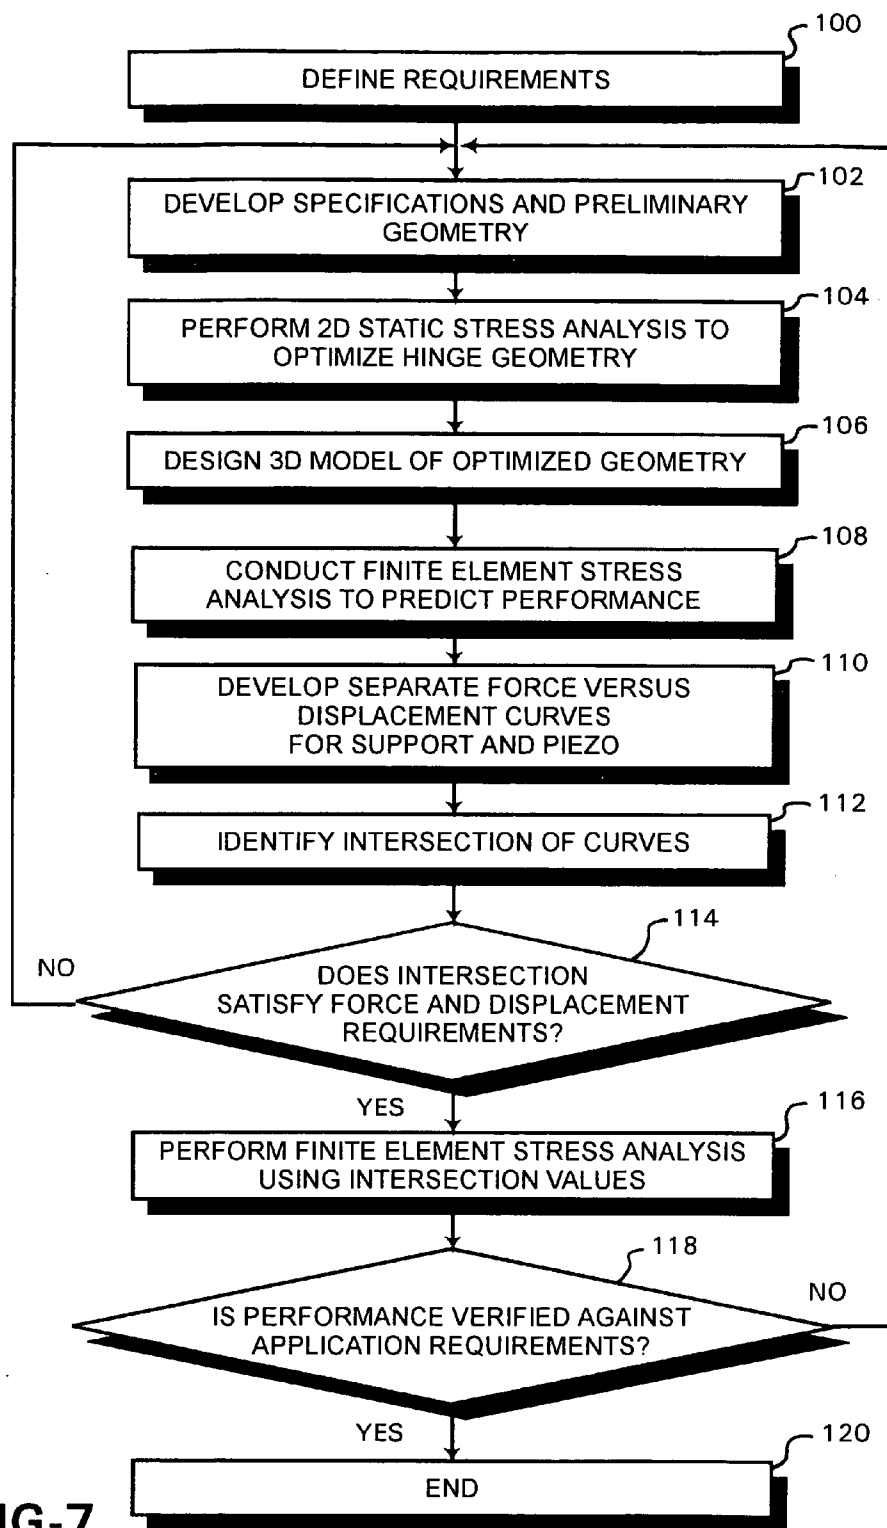 100
DEFINE REQUIREMENTS
102
DEVELOP SPECIFICATIONS AND PRELIMINARY
GEOMETRY
104
PERFORM 2D STATIC STRESS ANALYSIS TO
OPTIMIZE HINGE GEOMETRY
106
DESIGN 3D MODEL OF OPTIMIZED GEOMETRY
108
CONDUCT FINITE ELEMENT STRESS
ANALYSIS TO PREDICT PERFORMANCE
110
DEVELOP SEPARATE FORCE VERSUS
DISPLACEMENT CURVES
FOR SUPPORT AND PIEZO
112
IDENTIFY INTERSECTION OF CURVES
114
NO
DOES INTERSECTION
SATISFY FORCE AND DISPLACEMENT
REQUIREMENTS?
YES
116
PERFORM FINITE ELEMENT STRESS ANALYSIS
USING INTERSECTION VALUES
118
NO
IS PERFORMANCE VERIFIED AGAINST
APPLICATION REQUIREMENTS?
YES
120
END
IG-7